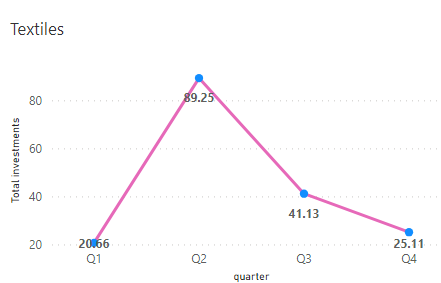 Textiles
Total investments
80
60
40
20
89.25
41.13
20.66
25.11
Q1 Q2 Q3 Q4
quarter